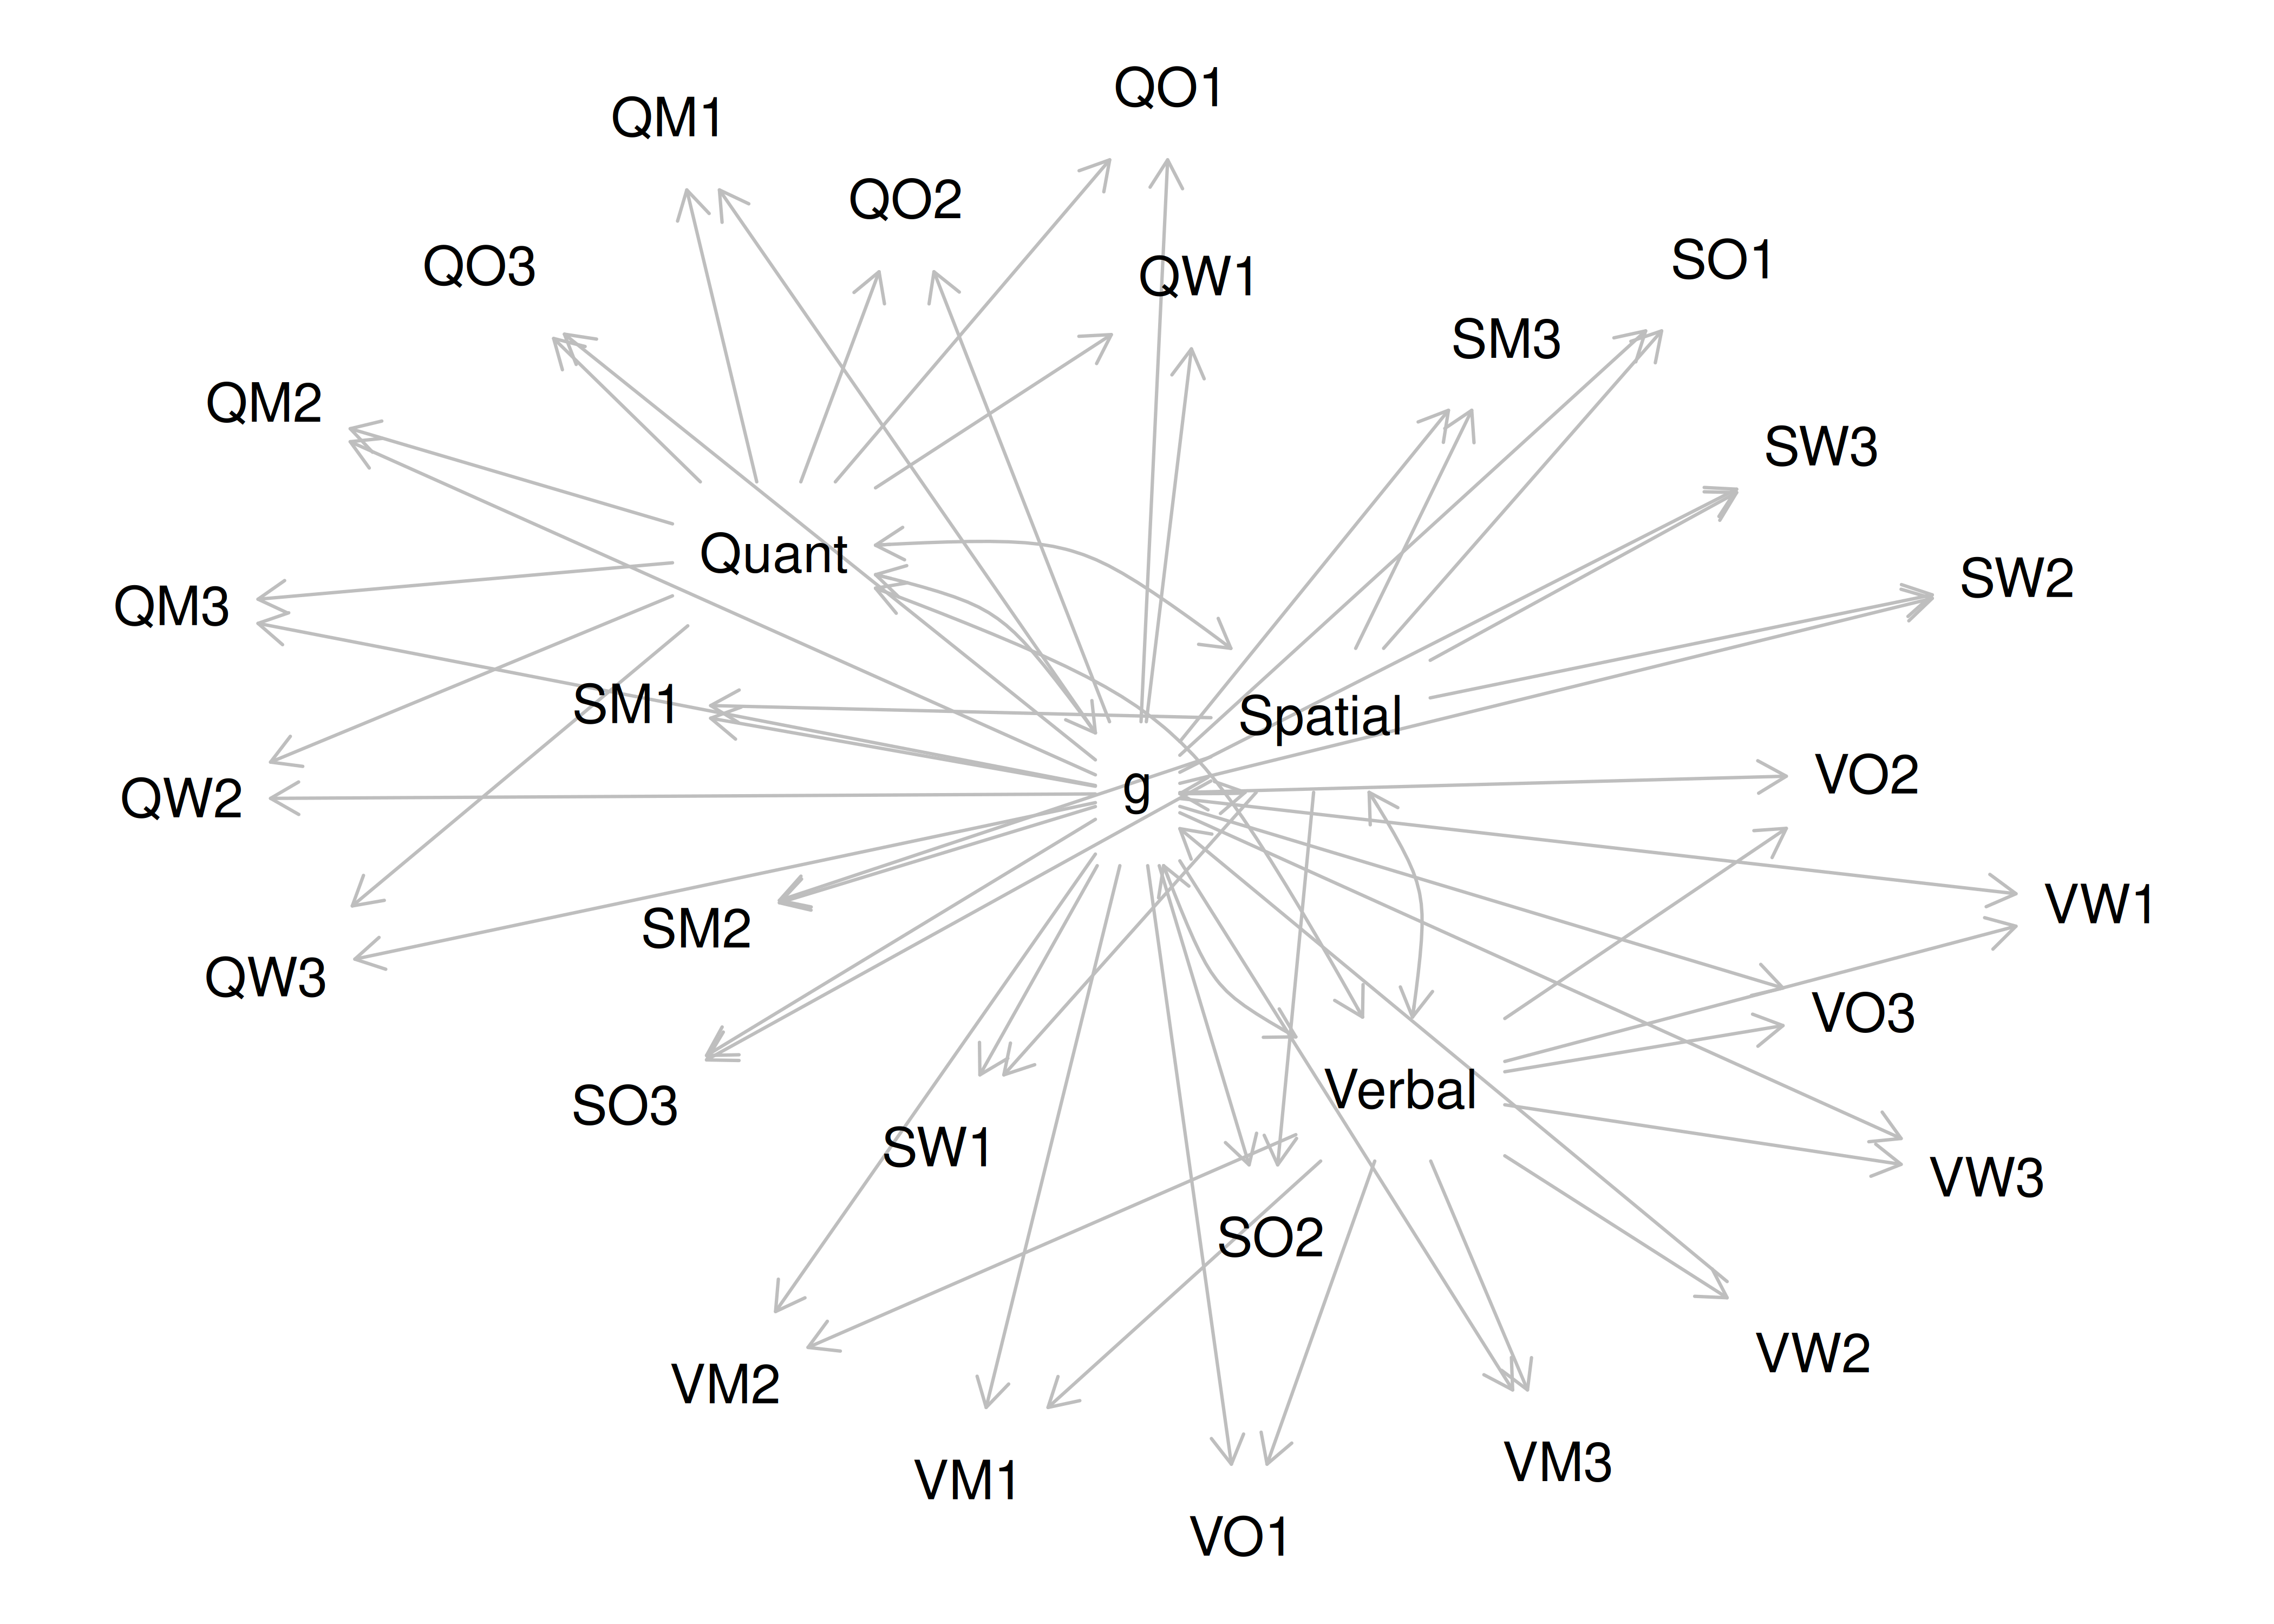 QO1
QM1
QO2
QO3
SO1
QW1
SM3
QM2
SW3
Quant
SW2
QM3
SM1
Spatial
VO2
g
QW2
VW1
SM2
QW3
VO3
Verbal
SO3
SW1
VW3
SO2
VW2
VM2
VM3
VM1
VO1